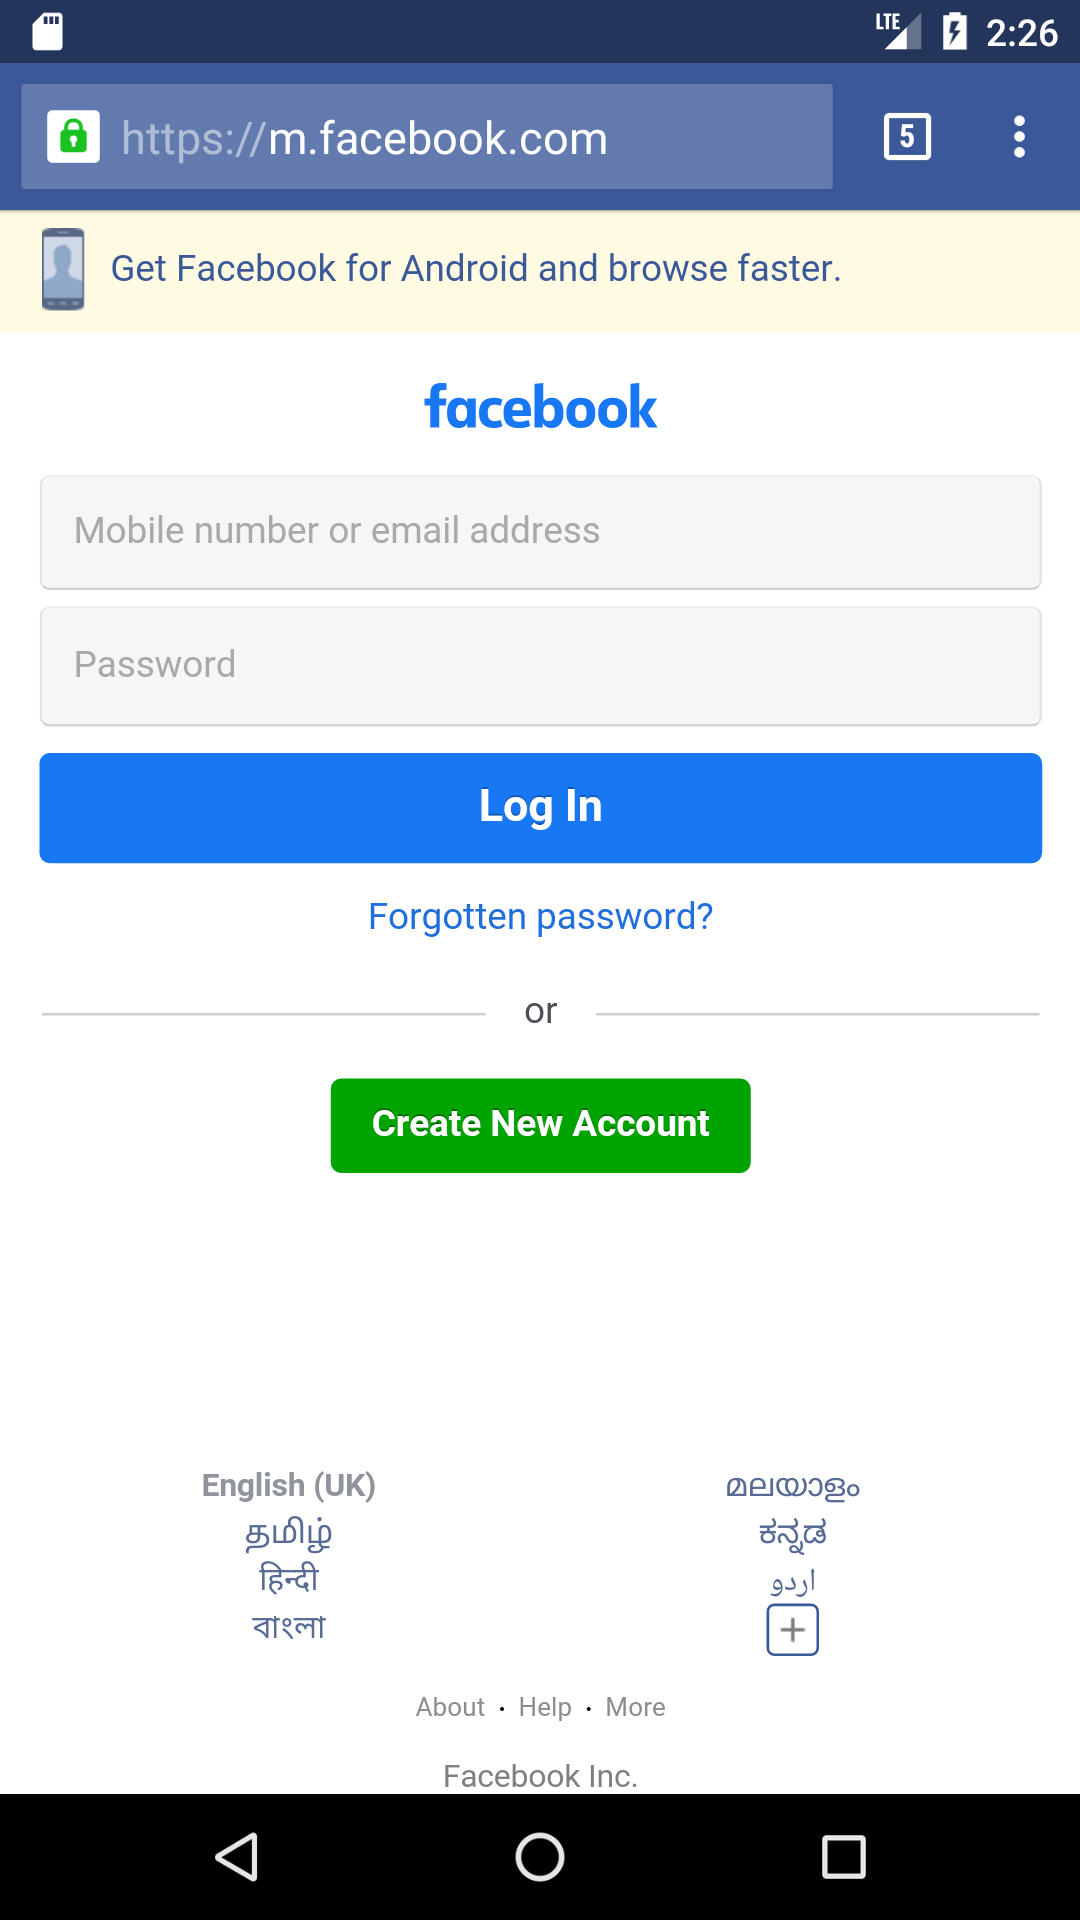 LTE 2:26
https://m.facebook.com 5
Get Facebook for Android and browse faster.
facebook
Mobile number or email address
Password
Log In
Forgotten password?
or
Create New Account
English (UK) മലയാളം
தமிழ் ಕನ್ನಡ
हिन्दी اردو
বাংলা +
About · Help · More
Facebook Inc.